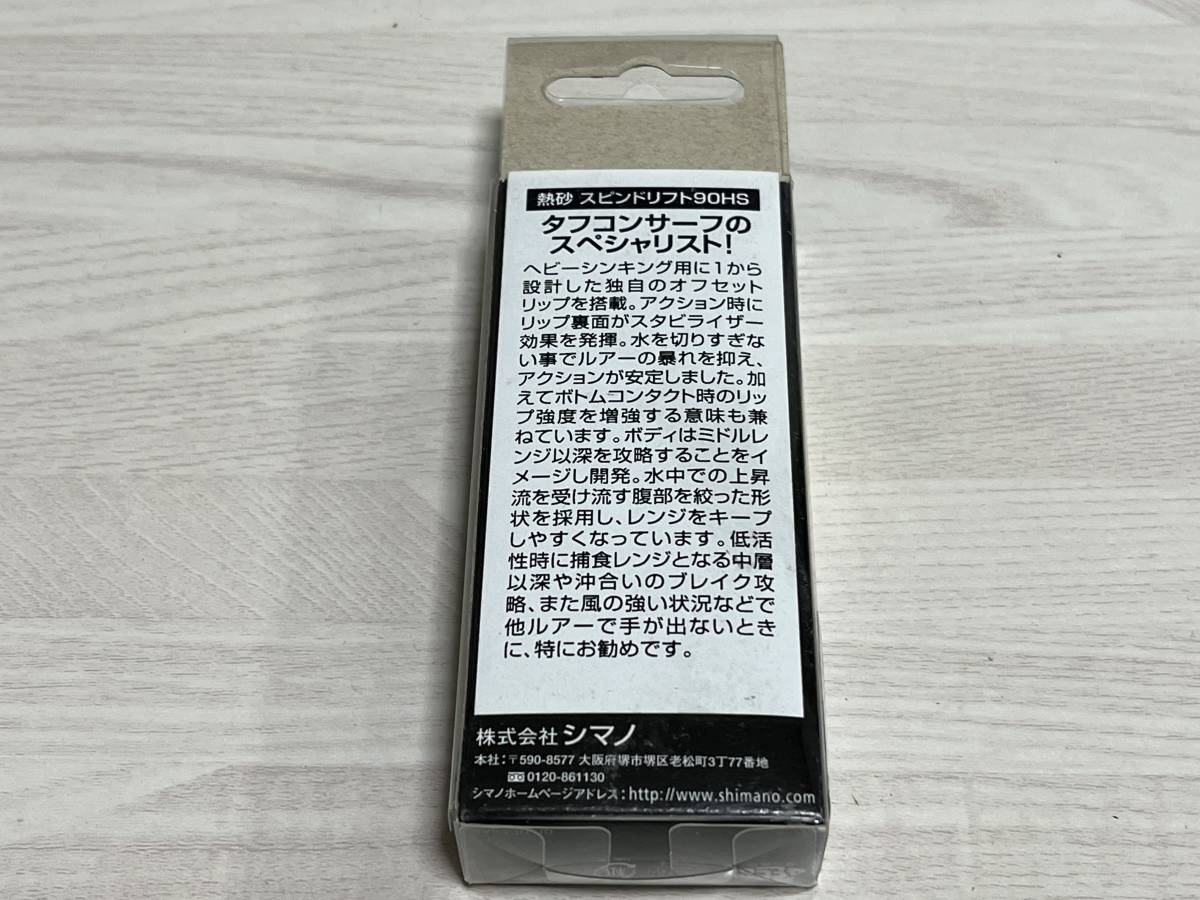 熱砂 スピンドリフト90HS
タフコンサーフの
スペシャリスト!
ヘビーシンキング用に1から
設計した独自のオフセット
リップを搭載。アクション時に
リップ裏面がスタビライザー
効果を発揮。水を切りすぎな
い事でルアーの暴れを抑え、
アクションが安定しました。加
えてボトムコンタクト時のリッ
プ強度を増強する意味も兼
ねています。ボディはミドルレ
ンジ以深を攻略することをイ
メージし開発。水中での上昇
流を受け流す腹部を絞った形
状を採用し、レンジをキープ
しやすくなっています。低活
性時に捕食レンジとなる中層
以深や沖合いのブレイク攻
略、また風の強い状況などで
他ルアーで手が出ないときに
に、特にお勧めです。
株式会社 シマノ
本社:〒590-8577 大阪府堺市堺区老松町3丁77番地
0120-861130
シマノホームページアドレス:http://www.shimano.com